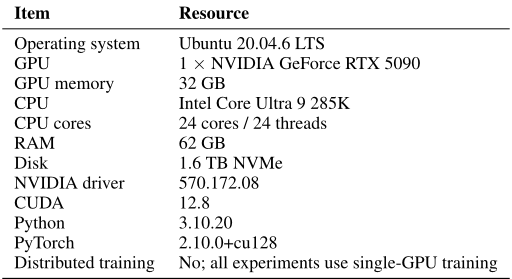 Item Resource
Operating system Ubuntu 20.04.6 LTS
GPU 1 × NVIDIA GeForce RTX 5090
GPU memory 32 GB
CPU Intel Core Ultra 9 285K
CPU cores 24 cores / 24 threads
RAM 62 GB
Disk 1.6 TB NVMe
NVIDIA driver 570.172.08
CUDA 12.8
Python 3.10.20
PyTorch 2.10.0+cu128
Distributed training No; all experiments use single-GPU training